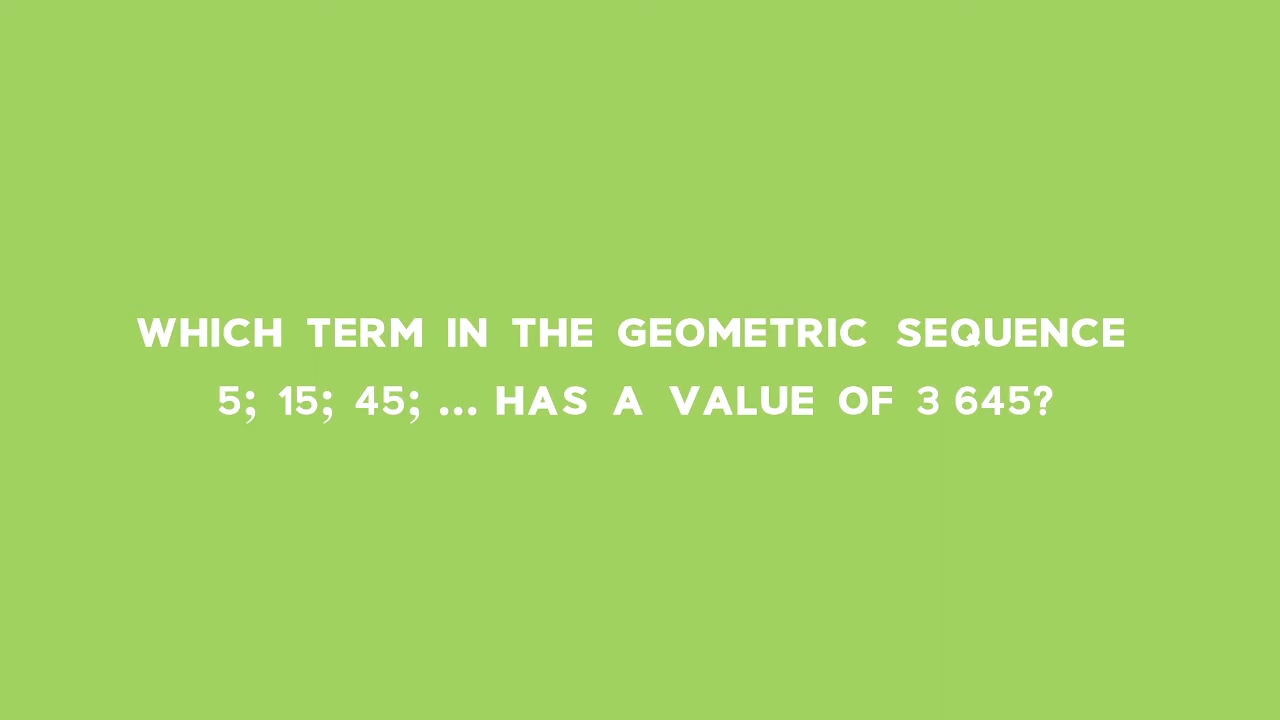 WHICH TERM IN THE GEOMETRIC SEQUENCE
5; 15; 45; ... HAS A VALUE OF 3 645?